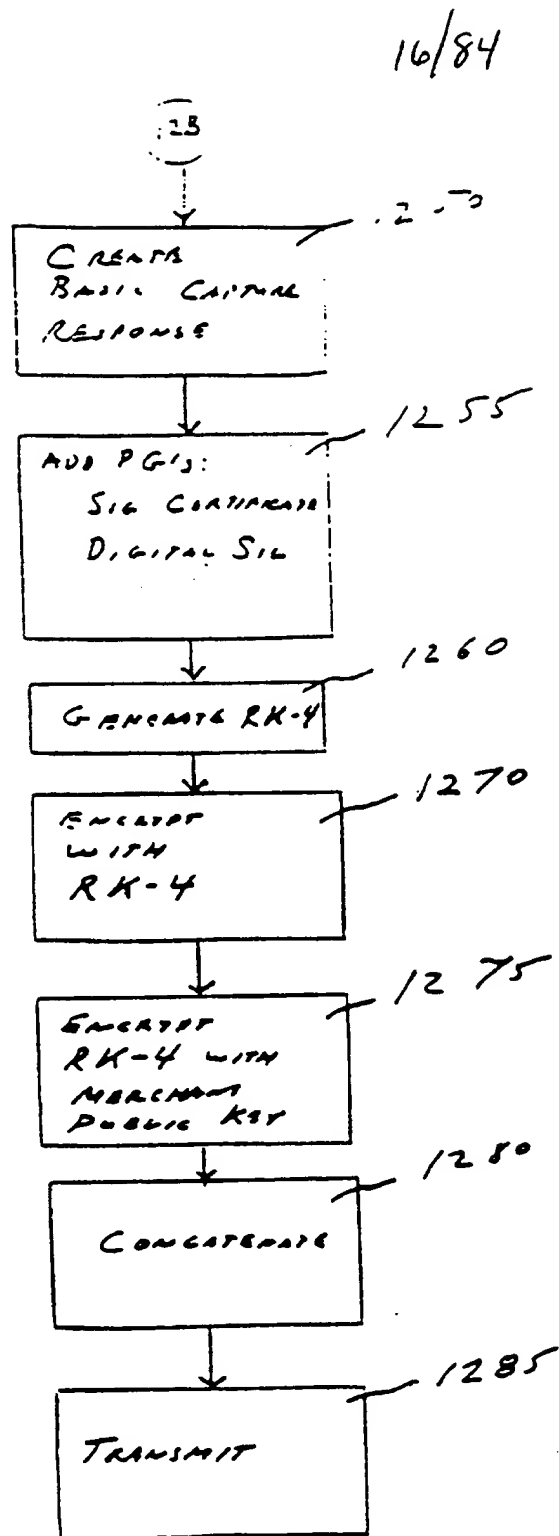 16/84
CREATE
BASIC CAPTURE
RESPONSE
ADD PG's:
1255
SIG CERTIFICATE
DIGITAL SIG
1260
GENERATE RK-4
1270
ENCRYPT
WITH
RK-4
1275
ENCRYPT
RK-4 WITH
MERCHANT
PUBLIC KEY
1280
CONCATENATE
1285
TRANSMIT